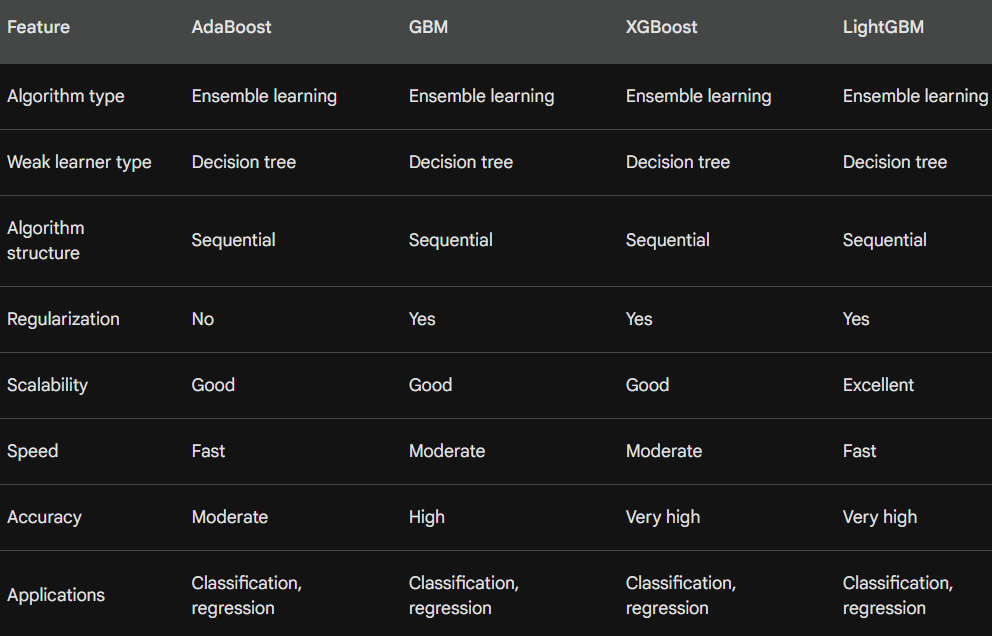 Feature AdaBoost GBM XGBoost LightGBM
Algorithm type Ensemble learning Ensemble learning Ensemble learning Ensemble learning
Weak learner type Decision tree Decision tree Decision tree Decision tree
Algorithm
structure Sequential Sequential Sequential Sequential
Regularization No Yes Yes Yes
Scalability Good Good Good Excellent
Speed Fast Moderate Moderate Fast
Accuracy Moderate High Very high Very high
Applications Classification, Classification, Classification, Classification,
regression regression regression regression